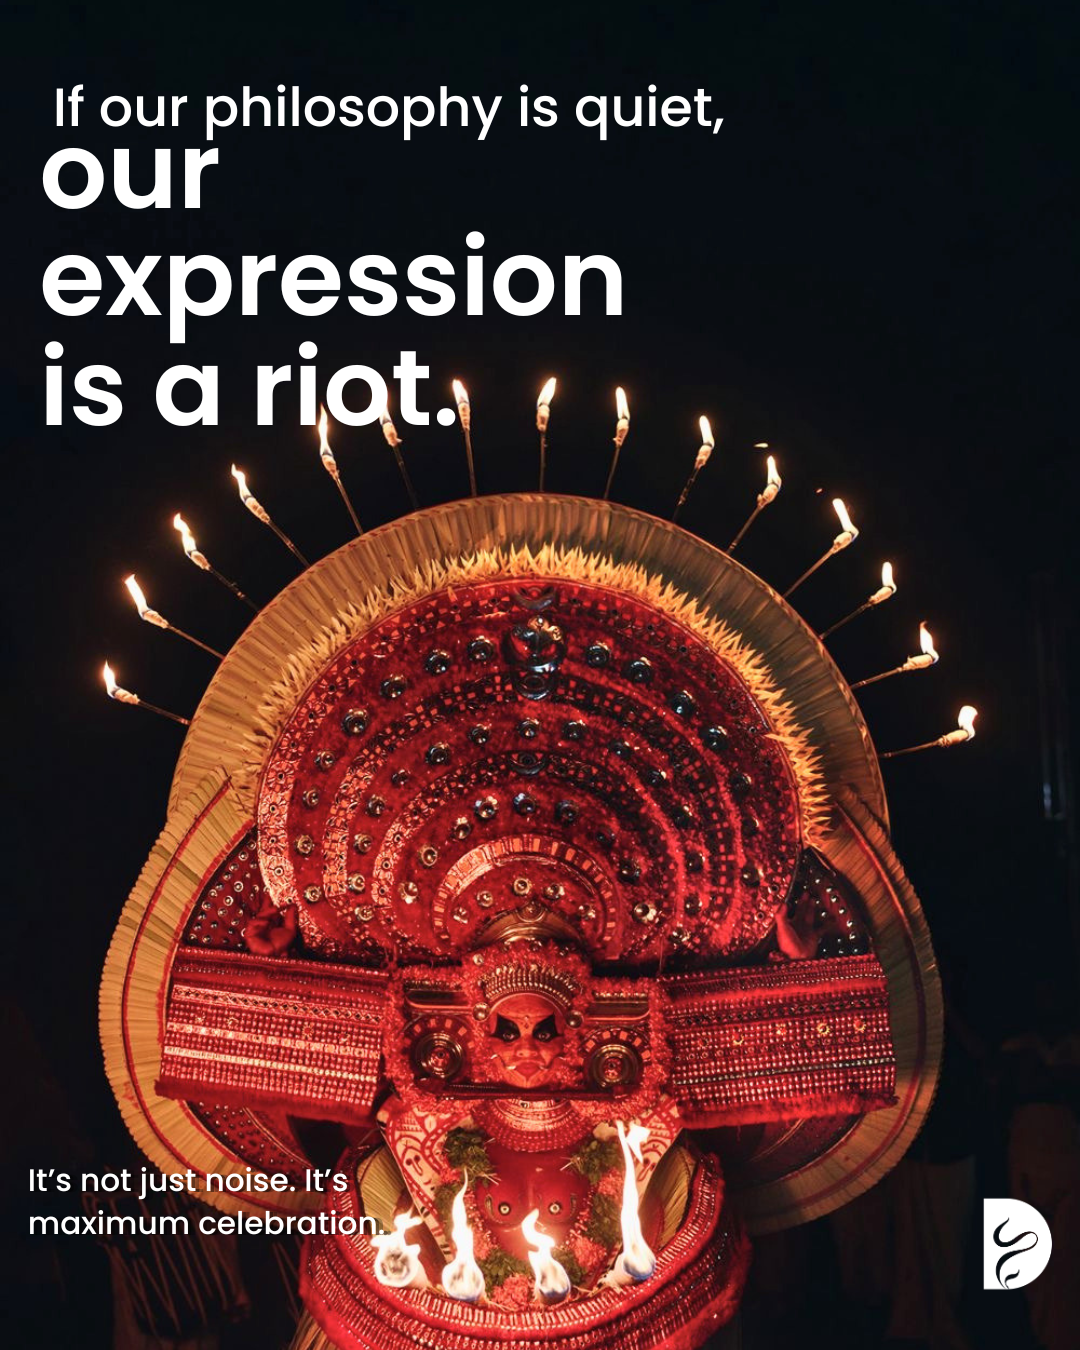 If our philosophy is quiet,
our
expression
is a riot.
It’s not just noise. It’s
maximum celebration.